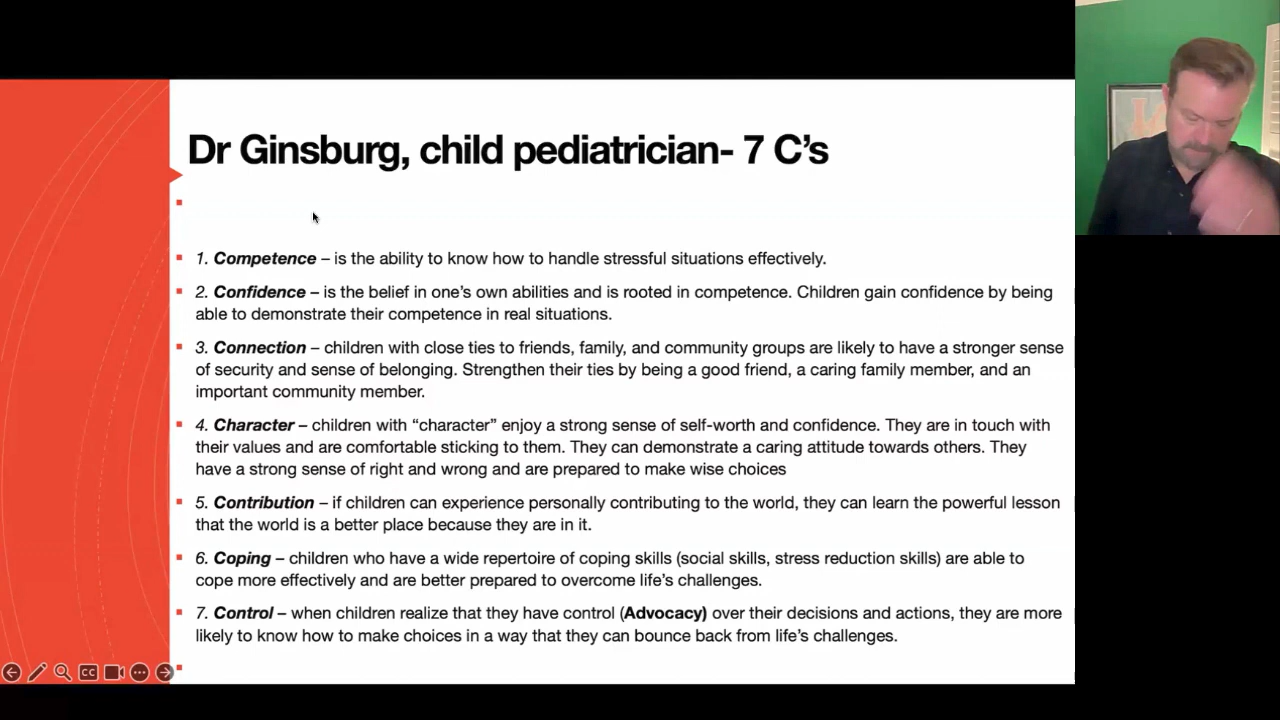 Dr Ginsburg, child pediatrician- 7 C’s
1. Competence – is the ability to know how to handle stressful situations effectively.
2. Confidence – is the belief in one’s own abilities and is rooted in competence. Children gain confidence by being
able to demonstrate their competence in real situations.
3. Connection – children with close ties to friends, family, and community groups are likely to have a stronger sense
of security and sense of belonging. Strengthen their ties by being a good friend, a caring family member, and an
important community member.
4. Character – children with “character” enjoy a strong sense of self-worth and confidence. They are in touch with
their values and are comfortable sticking to them. They can demonstrate a caring attitude towards others. They
have a strong sense of right and wrong and are prepared to make wise choices
5. Contribution – if children can experience personally contributing to the world, they can learn the powerful lesson
that the world is a better place because they are in it.
6. Coping – children who have a wide repertoire of coping skills (social skills, stress reduction skills) are able to
cope more effectively and are better prepared to overcome life’s challenges.
7. Control – when children realize that they have control (Advocacy) over their decisions and actions, they are more
likely to know how to make choices in a way that they can bounce back from life’s challenges.
CC